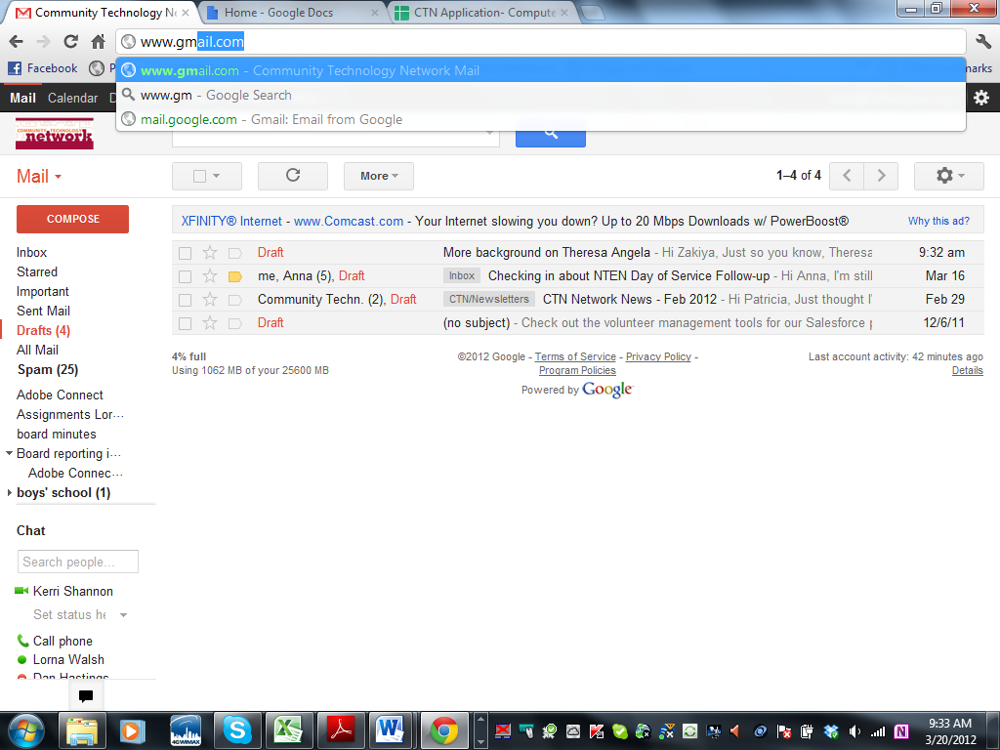 Community Technology Ne
Home - Google Docs
CTN Application- Compute
www.gmail.com
Facebook
P
marks
www.gmail.com - Community Technology Network Mail
www.gm - Google Search
mail.google.com - Gmail: Email from Google
Mail Calendar D
COMMUNITY TECHNOLOGY
network
Mail
More
1–4 of 4
COMPOSE
XFINITY® Internet - www.Comcast.com - Your Internet slowing you down? Up to 20 Mbps Downloads w/ PowerBoost®
Why this ad?
Inbox
Starred
Important
Sent Mail
Drafts (4)
All Mail
Spam (25)
Adobe Connect
Assignments Lor...
board minutes
Board reporting i...
Adobe Connec...
boys' school (1)
Draft More background on Theresa Angela - Hi Zakiya, Just so you know, Theresa 9:32 am
me, Anna (5), Draft Inbox Checking in about NTEN Day of Service Follow-up - Hi Anna, I'm still Mar 16
Community Techn. (2), Draft CTN/Newsletters CTN Network News - Feb 2012 - Hi Patricia, Just thought I' Feb 29
Draft (no subject) - Check out the volunteer management tools for our Salesforce p 12/6/11
4% full
Using 1062 MB of your 25600 MB
©2012 Google - Terms of Service - Privacy Policy -
Program Policies
Powered by Google
Last account activity: 42 minutes ago
Details
Chat
Search people...
Kerri Shannon
Set status he
Call phone
Lorna Walsh
Dan Hastings
4G WIMAX
9:33 AM
3/20/2012